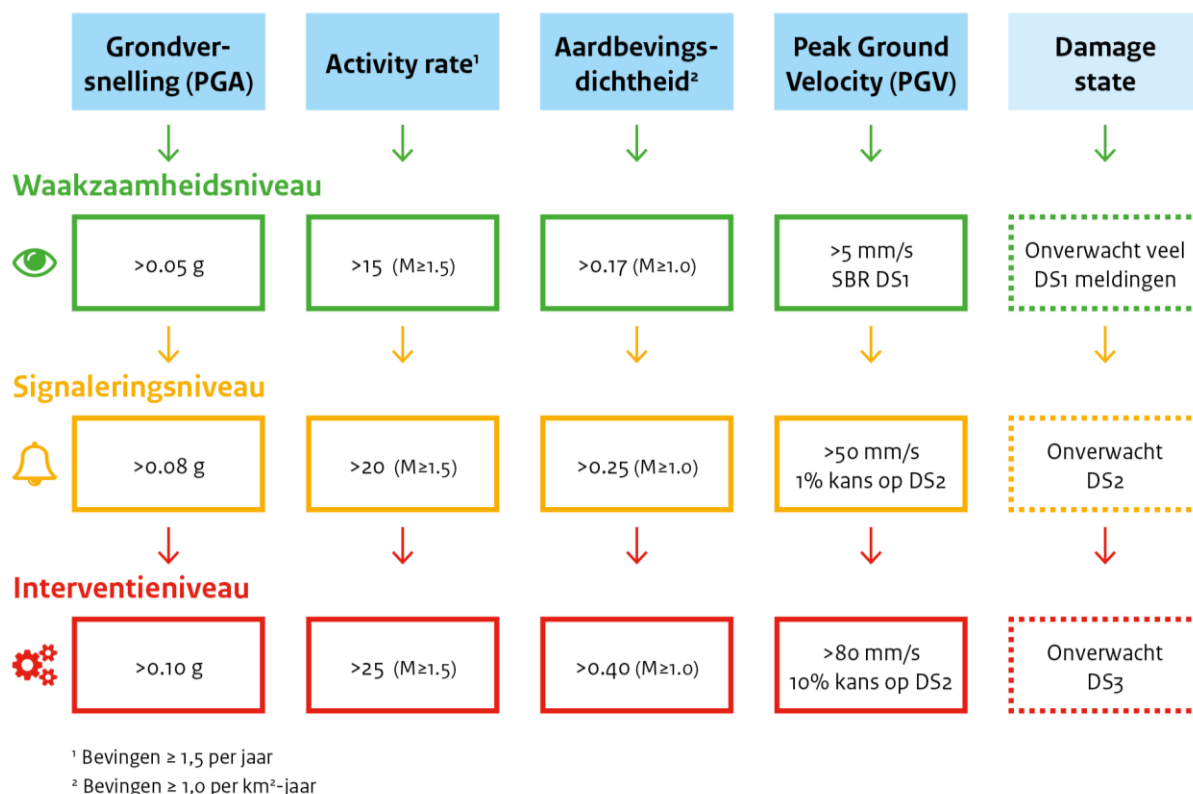 Grondver-
snelling (PGA)
Activity rate¹
Aardbevings-
dichtheid²
Peak Ground
Velocity (PGV)
Damage
state
Waakzaamheidsniveau
>0.05 g
>15 (M≥1.5)
>0.17 (M≥1.0)
>5 mm/s
SBR DS1
Onverwacht veel
DS1 meldingen
Signaleringsniveau
>0.08 g
>20 (M≥1.5)
>0.25 (M≥1.0)
>50 mm/s
1% kans op DS2
Onverwacht
DS2
Interventieniveau
>0.10 g
>25 (M≥1.5)
>0.40 (M≥1.0)
>80 mm/s
10% kans op DS2
Onverwacht
DS3
¹ Bevingen ≥ 1,5 per jaar
² Bevingen ≥ 1,0 per km²-jaar